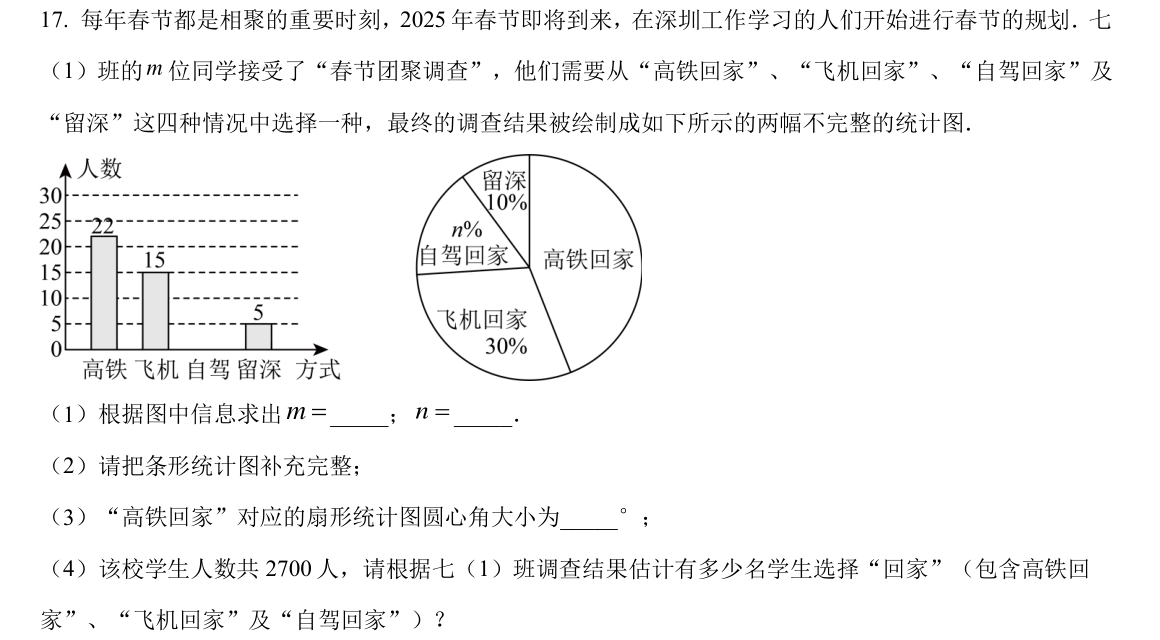 17. 每年春节都是相聚的重要时刻，2025 年春节即将到来，在深圳工作学习的人们开始进行春节的规划．七
（1）班的 m 位同学接受了“春节团聚调查”，他们需要从“高铁回家”、“飞机回家”、“自驾回家”及
“留深”这四种情况中选择一种，最终的调查结果被绘制成如下所示的两幅不完整的统计图．
人数
30
25
22
20
15
15
10
5
5
0
高铁 飞机 自驾 留深 方式
留深
10%
n%
自驾回家
高铁回家
飞机回家
30%
（1）根据图中信息求出 m =_____；n =_____．
（2）请把条形统计图补充完整；
（3）“高铁回家”对应的扇形统计图圆心角大小为_____°；
（4）该校学生人数共 2700 人，请根据七（1）班调查结果估计有多少名学生选择“回家”（包含高铁回
家”、“飞机回家”及“自驾回家”）？